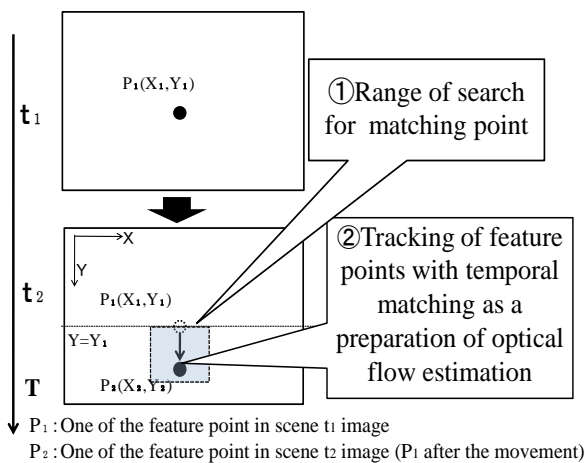 t₁
P₁(X₁,Y₁)
①Range of search
for matching point
X
Y
t₂
P₁(X₁,Y₁)
Y=Y₁
②Tracking of feature
points with temporal
matching as a
preparation of optical
flow estimation
T
P₂(X₂,Y₂)
P₁ : One of the feature point in scene t₁ image
P₂ : One of the feature point in scene t₂ image (P₁ after the movement)